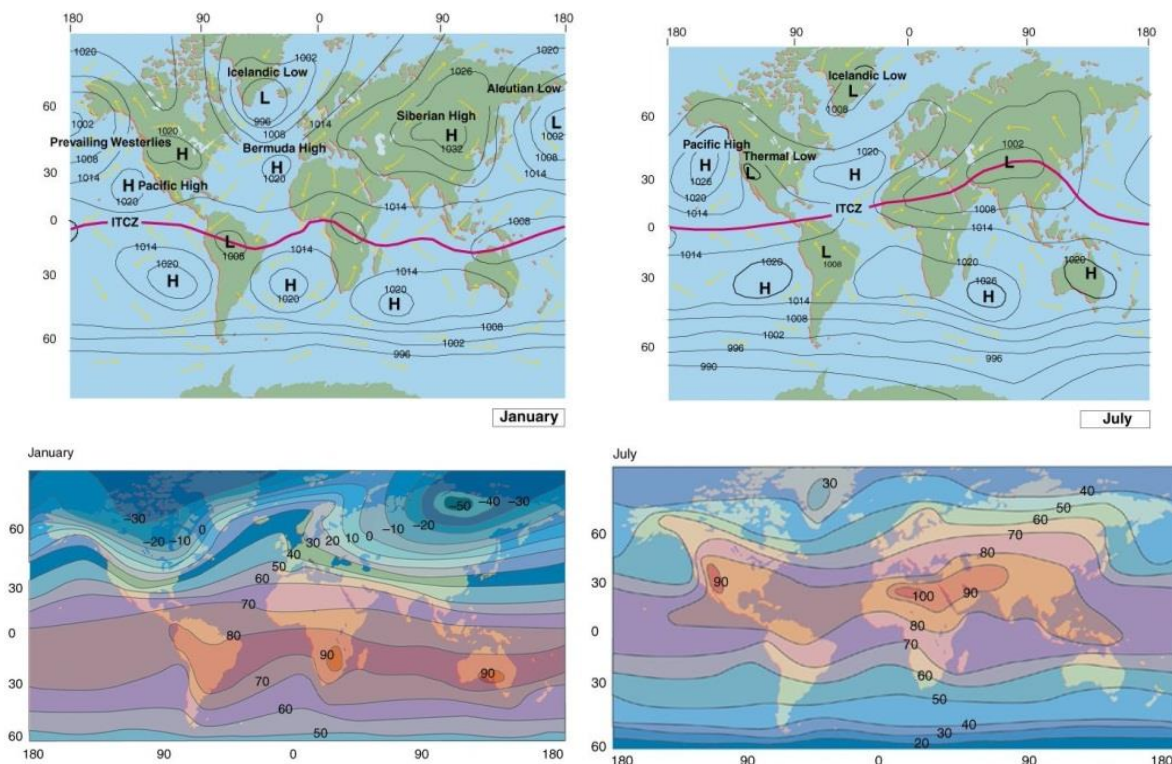 180 90 0 90 180
1020 1002 1020
Icelandic Low 1026
L Aleutian Low
60 996 1014 Siberian High L
1002 1020 1008 H 1002
Prevailing Westerlies H Bermuda High 1032
1008 H 1008
30 1020
1014 H Pacific High 1014
1020 1014
0 ITCZ 1008
L
1014 1008 1014 1014
30 1020 H H 1020
1020 H
1008
60 1002
996
January
180 90 0 90 180
Icelandic Low
L
60 1008
Pacific High 1020 1002
30 H Thermal Low H L
1026 L
1020
1014 ITCZ 1008
0 1014
L 1020 1020
30 1020 1008 1026 H
H H
1014
1008
60 1002
996 996
990
July
January
-50 -40 -30
-30 -20
60 -20 -10 0 30 20 10 0 -10
40
50
30 60
70
0 80
90 90
30 70
60
60 50
180 90 0 90 180
July
30 40
60 60 50
70
80
30 90 90
100
0 80
70
30 60
50
40
30
60 20
180 90 0 90 180